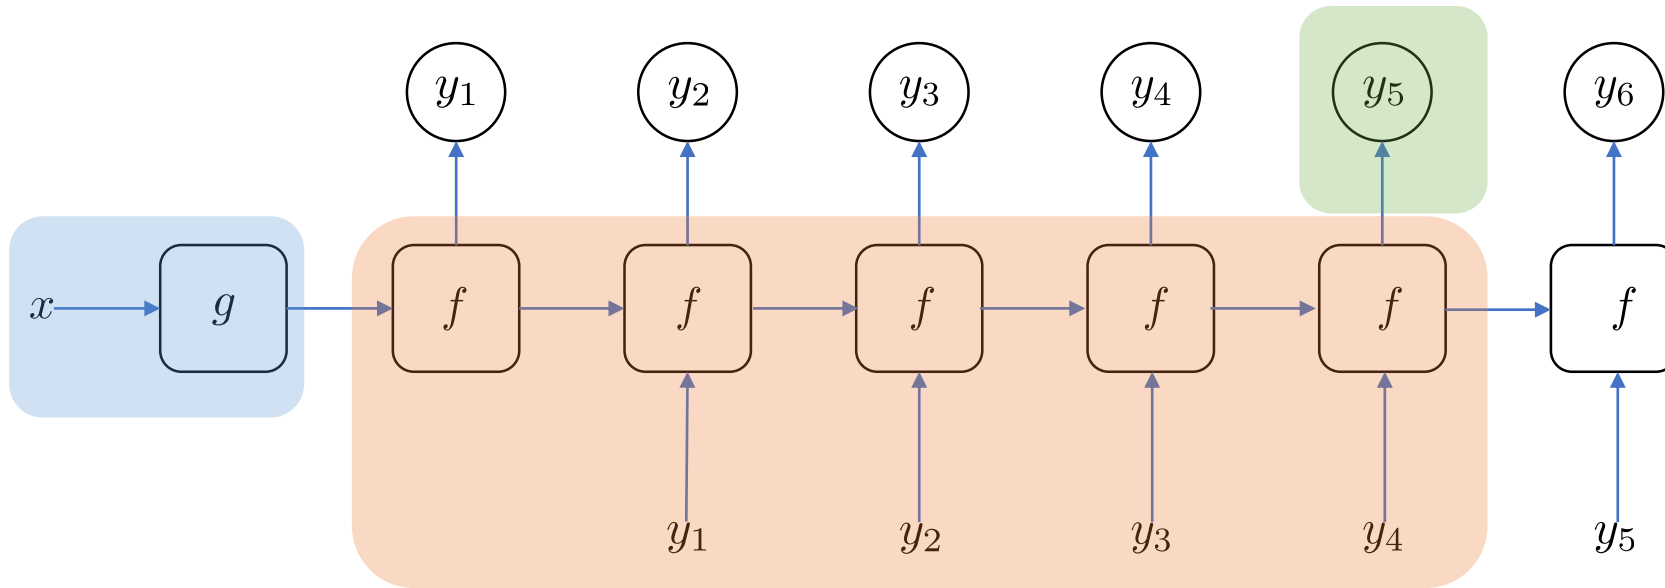 y₁ y₂ y₃ y₄ y₅ y₆
x g f f f f f f
y₁ y₂ y₃ y₄ y₅